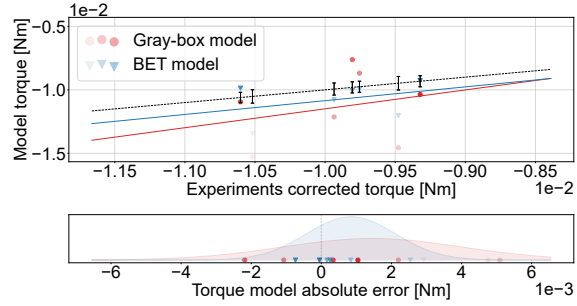 −1e−2
Gray-box model
BET model
−0.5
−1.0
−1.5
Model torque [Nm]
−1.15 −1.10 −1.05 −1.00 −0.95 −0.90 −0.85
Experiments corrected torque [Nm]
1e−2
−6 −4 −2 0 2 4 6
Torque model absolute error [Nm]
1e−3